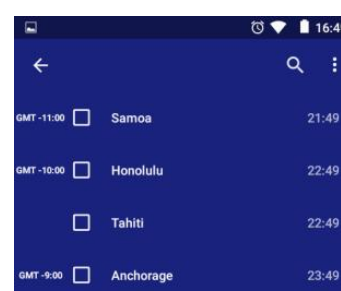 16:49
GMT -11:00 Samoa 21:49
GMT -10:00 Honolulu 22:49
Tahiti 22:49
GMT -9:00 Anchorage 23:49